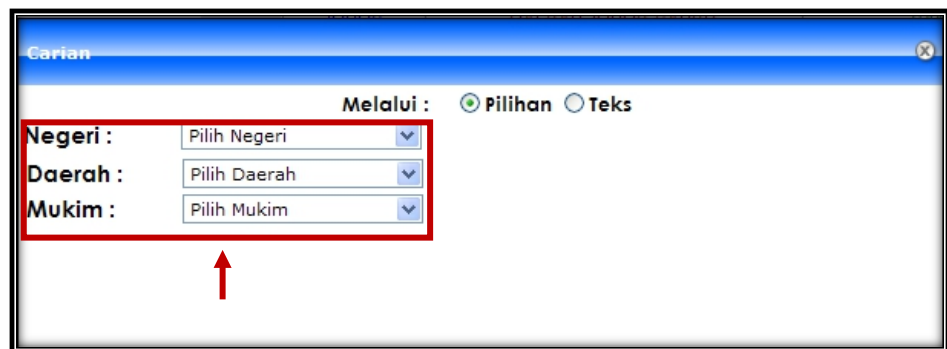 Carian
Melalui : Pilihan Teks
Negeri : Pilih Negeri
Daerah : Pilih Daerah
Mukim : Pilih Mukim